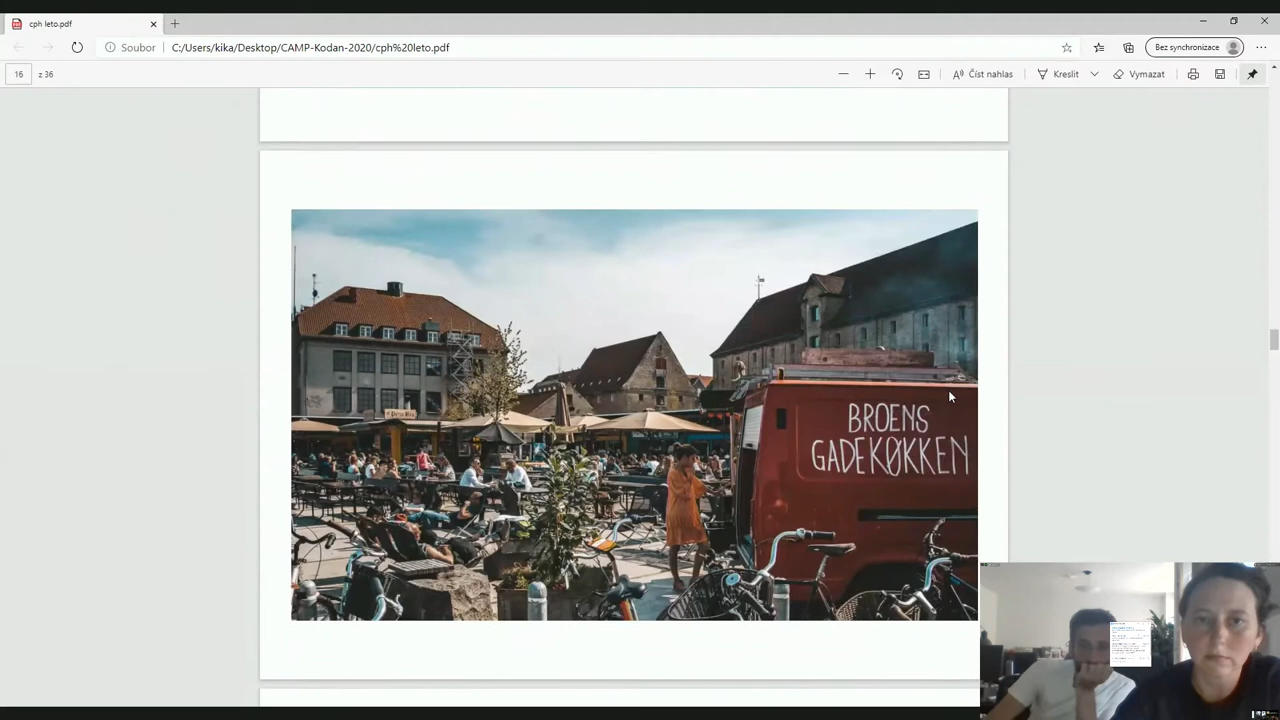 cph leto.pdf
Soubor
C:/Users/kika/Desktop/CAMP-Kodan-2020/cph%20leto.pdf
Bez synchronizace
16
z 36
Číst nahlas
Kreslit
Vymazat
BROENS
GADEKØKKEN